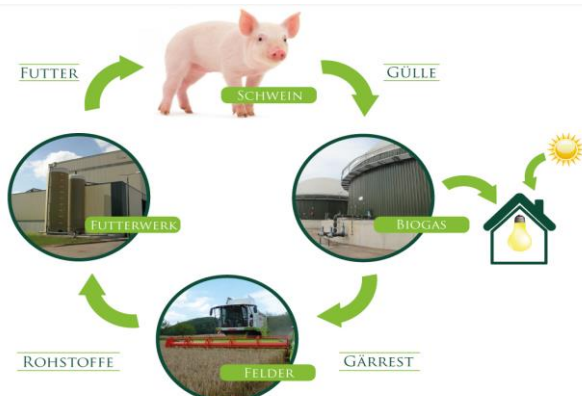 FUTTER
SCHWEIN
GÜLLE
FUTTERWERK
BIOGAS
ROHSTOFFE
FELDER
GÄRREST